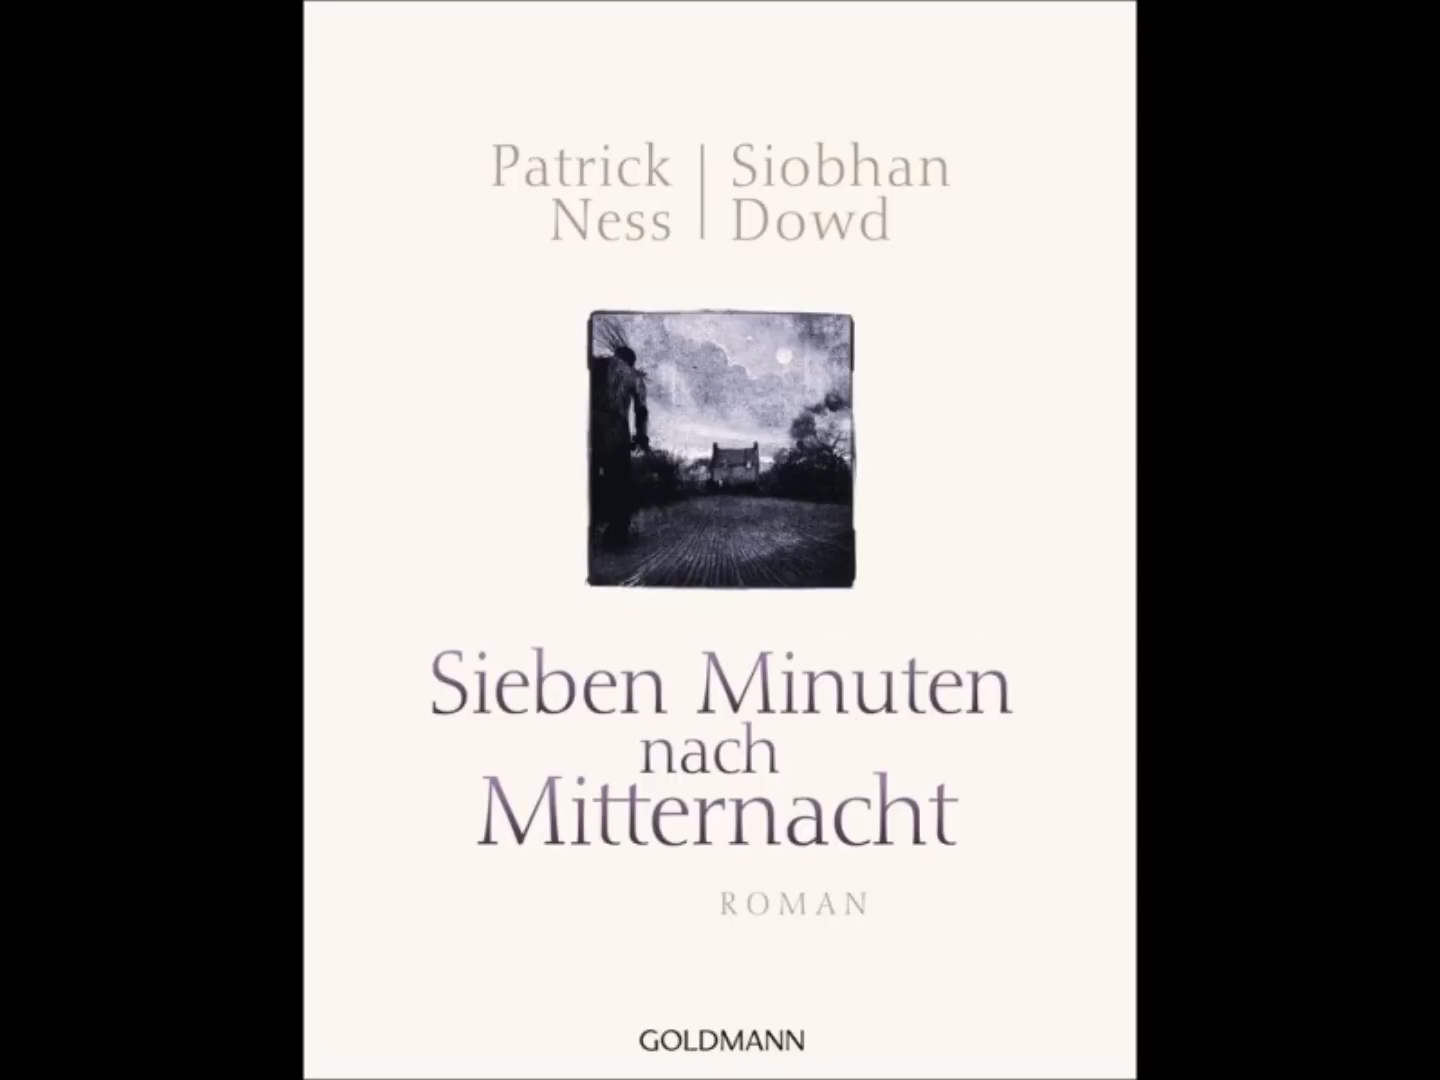 Patrick Ness
Siobhan Dowd
Sieben Minuten
nach
Mitternacht
ROMAN
GOLDMANN